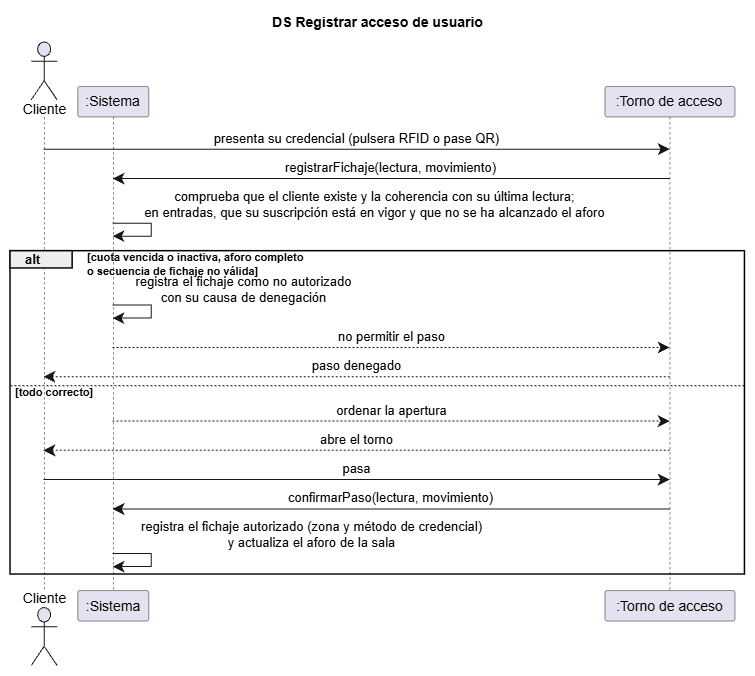 DS Registrar acceso de usuario
Cliente
:Sistema
:Torno de acceso
presenta su credencial (pulsera RFID o pase QR)
registrarFichaje(lectura, movimiento)
comprueba que el cliente existe y la coherencia con su última lectura;
en entradas, que su suscripción está en vigor y que no se ha alcanzado el aforo
alt
[cuota vencida o inactiva, aforo completo
o secuencia de fichaje no válida]
registra el fichaje como no autorizado
con su causa de denegación
no permitir el paso
paso denegado
[todo correcto]
ordenar la apertura
abre el torno
pasa
confirmarPaso(lectura, movimiento)
registra el fichaje autorizado (zona y método de credencial)
y actualiza el aforo de la sala
Cliente
:Sistema
:Torno de acceso